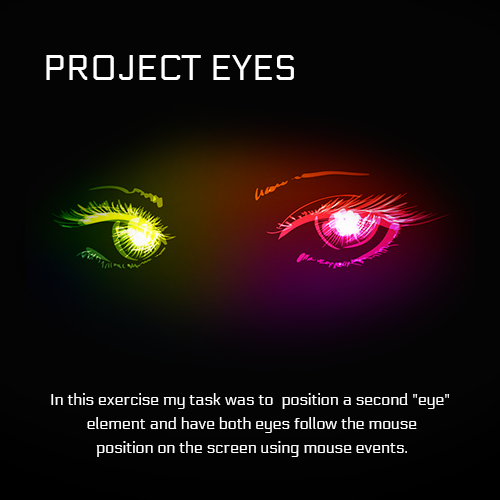 PROJECT EYES
In this exercise my task was to  position a second "eye"
element and have both eyes follow the mouse
position on the screen using mouse events.